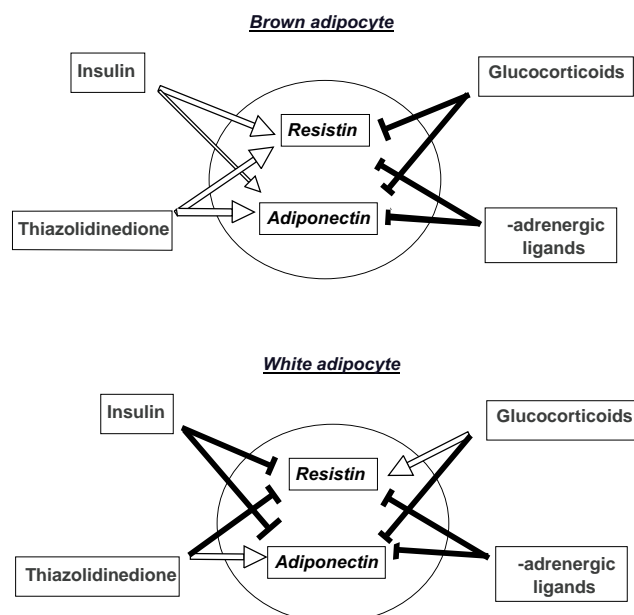 Brown adipocyte
Insulin
Glucocorticoids
Resistin
Thiazolidinedione
Adiponectin
-adrenergic
ligands
White adipocyte
Insulin
Glucocorticoids
Resistin
Thiazolidinedione
Adiponectin
-adrenergic
ligands